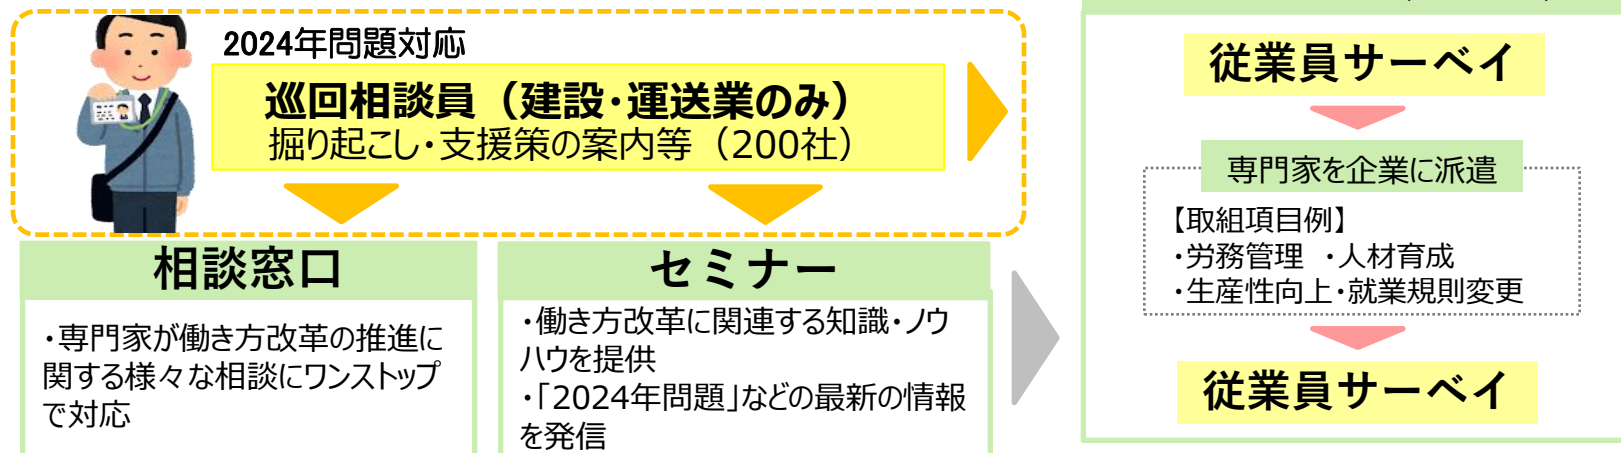 2024年問題対応
巡回相談員（建設・運送業のみ）
掘り起こし・支援策の案内等（200社）
相談窓口
・専門家が働き方改革の推進に
関する様々な相談にワンストップ
で対応
セミナー
・働き方改革に関連する知識・ノウ
ハウを提供
・「2024年問題」などの最新の情報
を発信
従業員サーベイ
専門家を企業に派遣
【取組項目例】
・労務管理　・人材育成
・生産性向上・就業規則変更
従業員サーベイ